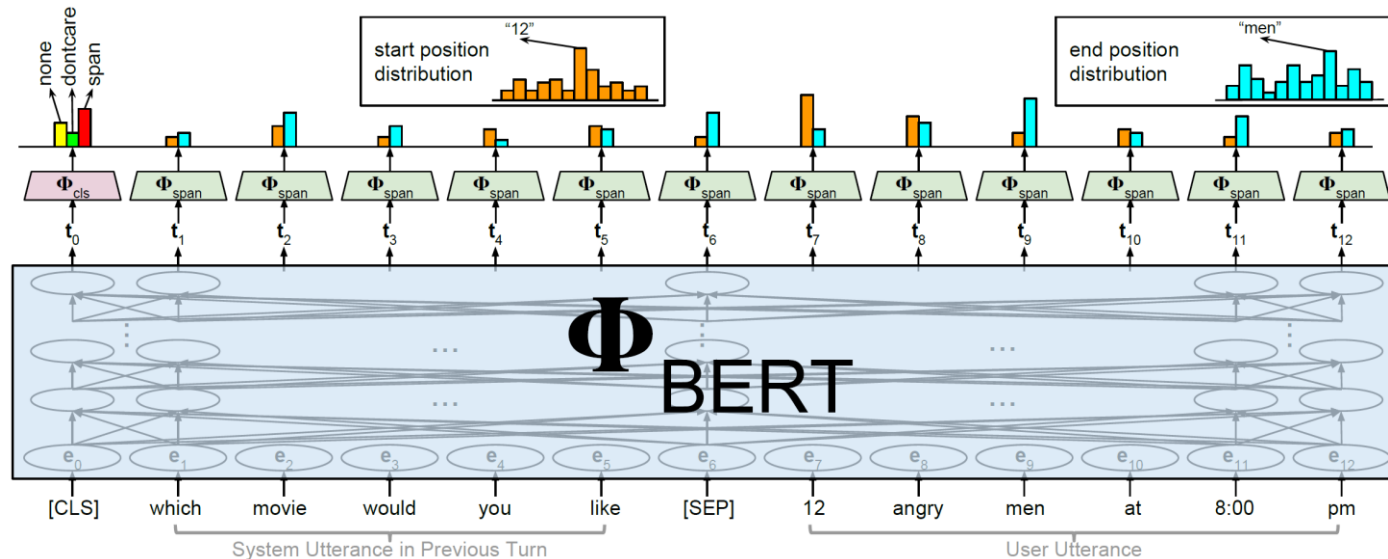 none dontcare span
start position
distribution
"12"
end position
distribution
"men"
Φcls Φspan Φspan Φspan Φspan Φspan Φspan Φspan Φspan Φspan Φspan Φspan Φspan
t0 t1 t2 t3 t4 t5 t6 t7 t8 t9 t10 t11 t12
ΦBERT
e0 e1 e2 e3 e4 e5 e6 e7 e8 e9 e10 e11 e12
[CLS] which movie would you like [SEP] 12 angry men at 8:00 pm
System Utterance in Previous Turn User Utterance